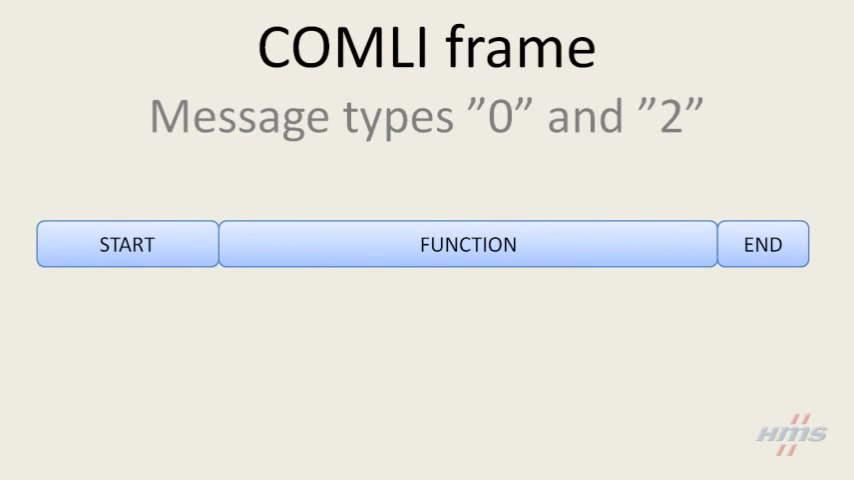 COMLI frame
Message types ”0” and ”2”
START FUNCTION END
HMS